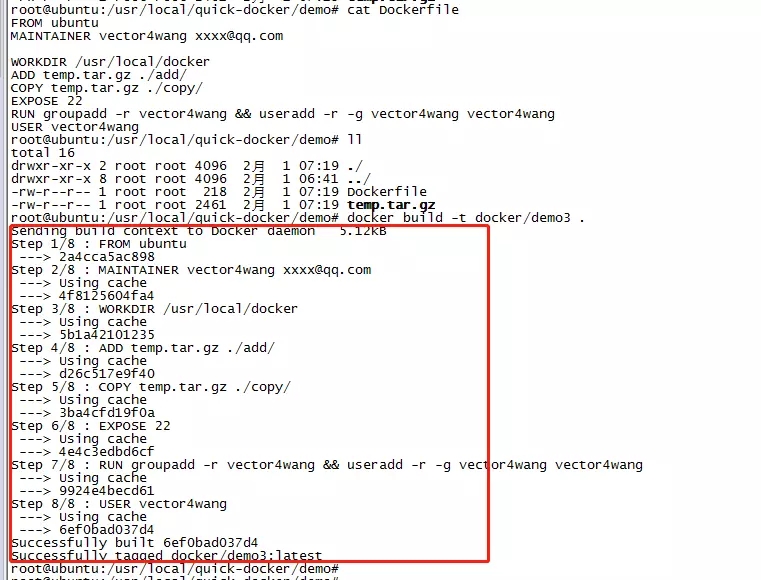 root@ubuntu:/usr/local/quick-docker/demo# cat Dockerfile
FROM ubuntu
MAINTAINER vector4wang xxxx@qq.com
WORKDIR /usr/local/docker
ADD temp.tar.gz ./add/
COPY temp.tar.gz ./copy/
EXPOSE 22
RUN groupadd -r vector4wang && useradd -r -g vector4wang vector4wang
USER vector4wang
root@ubuntu:/usr/local/quick-docker/demo# ll
total 16
drwxr-xr-x 2 root root 4096  2月  1 07:19 ./
drwxr-xr-x 8 root root 4096  2月  1 06:41 ../
-rw-r--r-- 1 root root  218  2月  1 07:19 Dockerfile
-rw-r--r-- 1 root root 2461  2月  1 07:19 temp.tar.gz
root@ubuntu:/usr/local/quick-docker/demo# docker build -t docker/demo3 .
Sending build context to Docker daemon   5.12kB
Step 1/8 : FROM ubuntu
 ---> 2a4cca5ac898
Step 2/8 : MAINTAINER vector4wang xxxx@qq.com
 ---> Using cache
 ---> 4f8125604fa4
Step 3/8 : WORKDIR /usr/local/docker
 ---> Using cache
 ---> 5b1a42101235
Step 4/8 : ADD temp.tar.gz ./add/
 ---> Using cache
 ---> d26c517e9f40
Step 5/8 : COPY temp.tar.gz ./copy/
 ---> Using cache
 ---> 3ba4cfd19f0a
Step 6/8 : EXPOSE 22
 ---> Using cache
 ---> 4e4c3edbd6cf
Step 7/8 : RUN groupadd -r vector4wang && useradd -r -g vector4wang vector4wang
 ---> Using cache
 ---> 9924e4becd61
Step 8/8 : USER vector4wang
 ---> Using cache
 ---> 6ef0bad037d4
Successfully built 6ef0bad037d4
Successfully tagged docker/demo3:latest
root@ubuntu:/usr/local/quick-docker/demo#